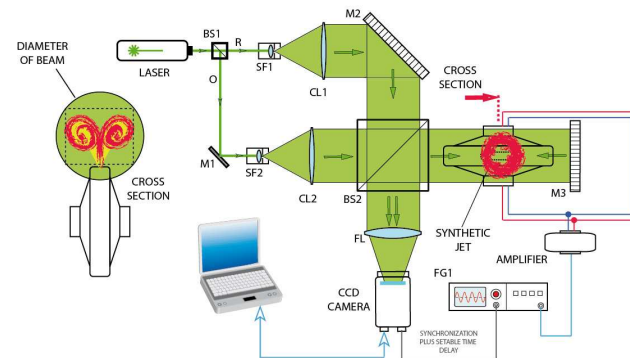 DIAMETER
OF BEAM
CROSS
SECTION
LASER
BS1
R
O
SF1
CL1
M2
M1
SF2
CL2
BS2
CROSS
SECTION
SYNTHETIC
JET
M3
FL
CCD
CAMERA
AMPLIFIER
FG1
SYNCHRONIZATION
PLUS SETABLE TIME
DELAY